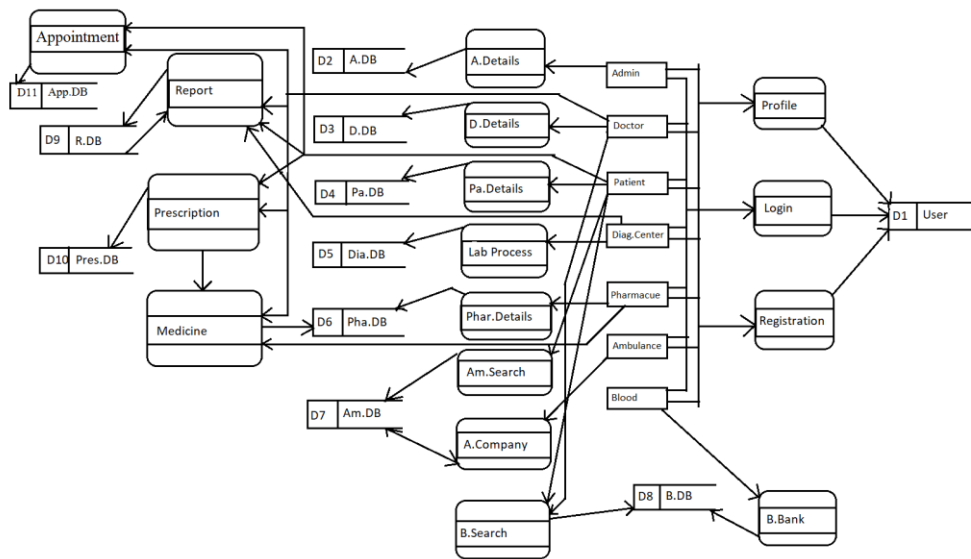 Appointment
D11 App.DB
Report
D9 R.DB
Prescription
D10 Pres.DB
Medicine
D2 A.DB
D3 D.DB
D4 Pa.DB
D5 Dia.DB
D6 Pha.DB
D7 Am.DB
A.Details
D.Details
Pa.Details
Lab Process
Phar.Details
Am.Search
A.Company
B.Search
Admin
Doctor
Patient
Diag.Center
Pharmacue
Ambulance
Blood
D8 B.DB
Profile
Login
Registration
B.Bank
D1 User